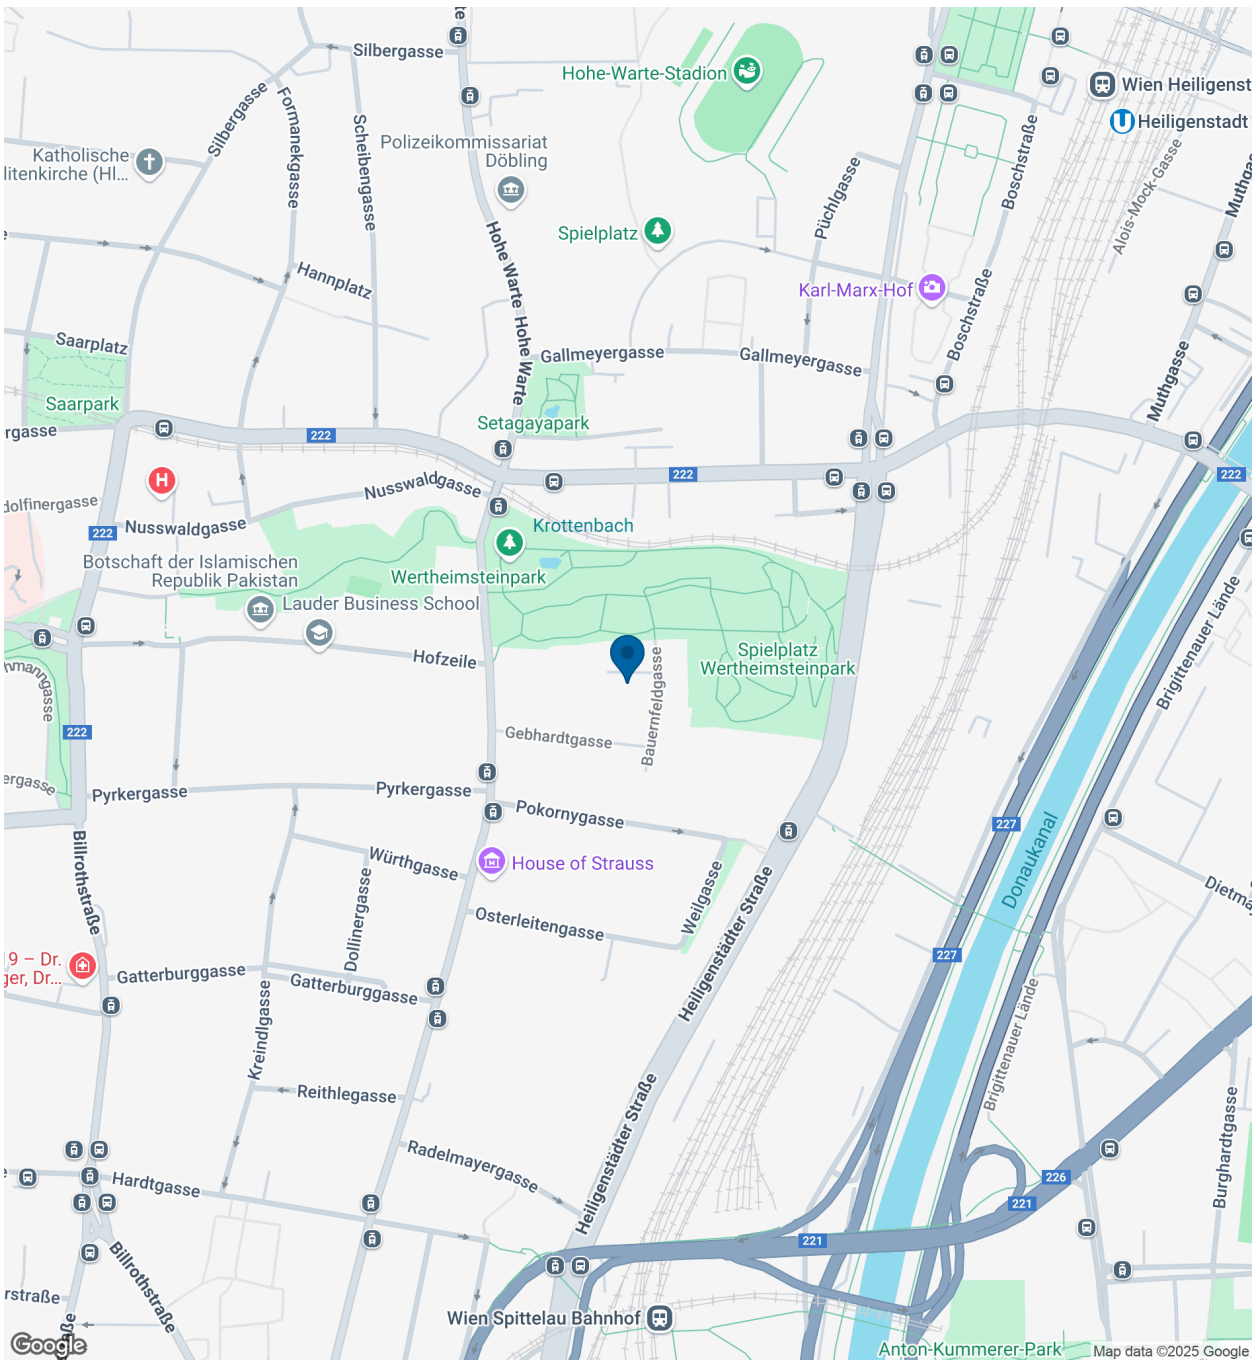 Silbergasse
Hohe-Warte-Stadion
Wien Heiligenst
Heiligenstadt
Silbergasse
Formanekgasse
Scheibengasse
Polizeikommissariat
Döbling
Katholische
litenkirche (Hl...
Boschstraße
Alois-Mock-Gasse
Muthgas
Püchlgasse
Spielplatz
Hohe Warte
Hohe Warte
Hannplatz
Karl-Marx-Hof
Boschstraße
Saarplatz
Gallmeyergasse
Gallmeyergasse
Muthgasse
Saarpark
Setagayapark
rgasse
222
222
222
Nusswaldgasse
dolfinergasse
Nusswaldgasse
222
Krottenbach
Botschaft der Islamischen
Republik Pakistan
Wertheimsteinpark
Lauder Business School
Brigittenauer Lände
Hofzeile
Spielplatz
Wertheimsteinpark
hmanngasse
Bauernfeldgasse
222
Gebhardtgasse
ergasse
Pyrkergasse
Pyrkergasse
Pokornygasse
227
Donaukanal
Billrothstraße
Würthgasse
House of Strauss
Dollinergasse
Weilgasse
Heiligenstädter Straße
Osterleitengasse
Dietma
19 – Dr.
ger, Dr...
Gatterburggasse
Gatterburggasse
227
Kreindlgasse
Brigittenauer Lände
Reithlegasse
Heiligenstädter Straße
Radelmayergasse
Burghardtgasse
226
221
Hardtgasse
221
Billrothstraße
rstraße
Wien Spittelau Bahnhof
Anton-Kummerer-Park
Google
Map data ©2025 Google